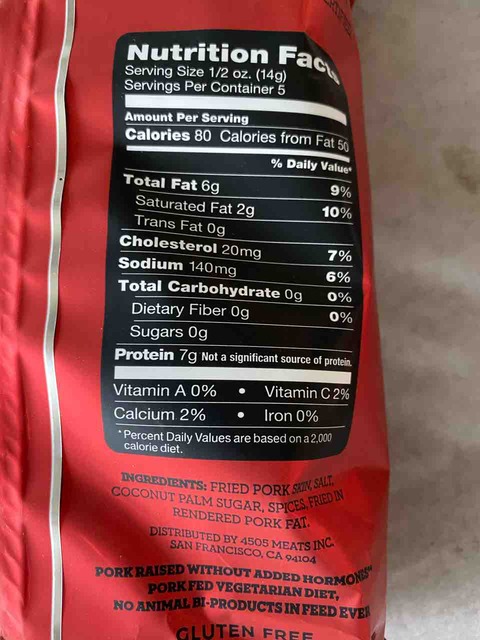 Nutrition Facts
Serving Size 1/2 oz. (14g)
Servings Per Container 5
Amount Per Serving
Calories 80 Calories from Fat 50
% Daily Value*
Total Fat 6g 9%
Saturated Fat 2g 10%
Trans Fat 0g
Cholesterol 20mg 7%
Sodium 140mg 6%
Total Carbohydrate 0g 0%
Dietary Fiber 0g 0%
Sugars 0g
Protein 7g Not a significant source of protein.
Vitamin A 0% • Vitamin C 2%
Calcium 2% • Iron 0%
*Percent Daily Values are based on a 2,000
calorie diet.
INGREDIENTS: FRIED PORK SKIN, SALT,
COCONUT PALM SUGAR, SPICES, FRIED IN
RENDERED PORK FAT.
DISTRIBUTED BY 4505 MEATS INC.
SAN FRANCISCO, CA 94104
PORK RAISED WITHOUT ADDED HORMONES
PORK FED VEGETARIAN DIET,
NO ANIMAL BI-PRODUCTS IN FEED EVER
GLUTEN FREE